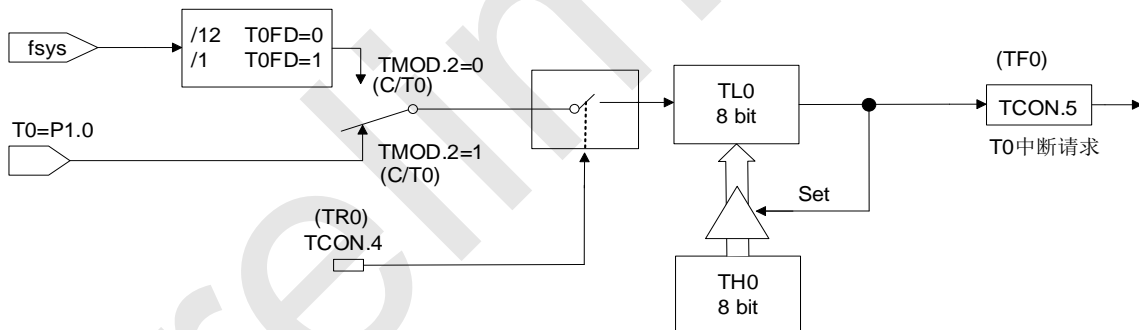 fsys
/12 T0FD=0
/1 T0FD=1
TMOD.2=0
(C/T0)
T0=P1.0
TMOD.2=1
(C/T0)
(TR0)
TCON.4
TL0
8 bit
Set
TH0
8 bit
(TF0)
TCON.5
T0中断请求